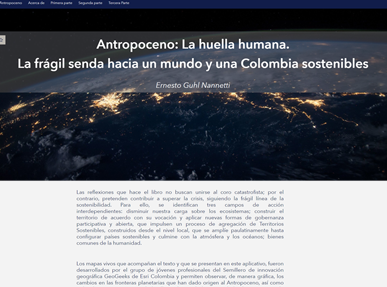 Antropoceno Acerca de Primera parte Segunda parte Tercera Parte
Antropoceno: La huella humana.
La frágil senda hacia un mundo y una Colombia sostenibles
Ernesto Guhl Nannetti
Las reflexiones que hace el libro no buscan unirse al coro catastrofista; por el
contrario, pretenden contribuir a superar la crisis, siguiendo la frágil línea de la
sostenibilidad. Para ello, se identifican tres campos de acción
interdependientes: disminuir nuestra carga sobre los ecosistemas; construir el
territorio de acuerdo con su vocación y aplicar nuevas formas de gobernanza
participativa y abierta, que impulsen un proceso de agregación de Territorios
Sostenibles, construidos desde el nivel local, que se amplíe paulatinamente hasta
configurar países sostenibles y culmine con la atmósfera y los océanos; bienes
comunes de la humanidad.
Los mapas vivos que acompañan el texto y que se presentan en este aplicativo, fueron
desarrollados por el grupo de jóvenes profesionales del Semillero de innovación
geográfica GeoGeeks de Esri Colombia y permiten observar, de manera gráfica, los
cambios en las fronteras planetarias que han dado origen al Antropoceno, así como